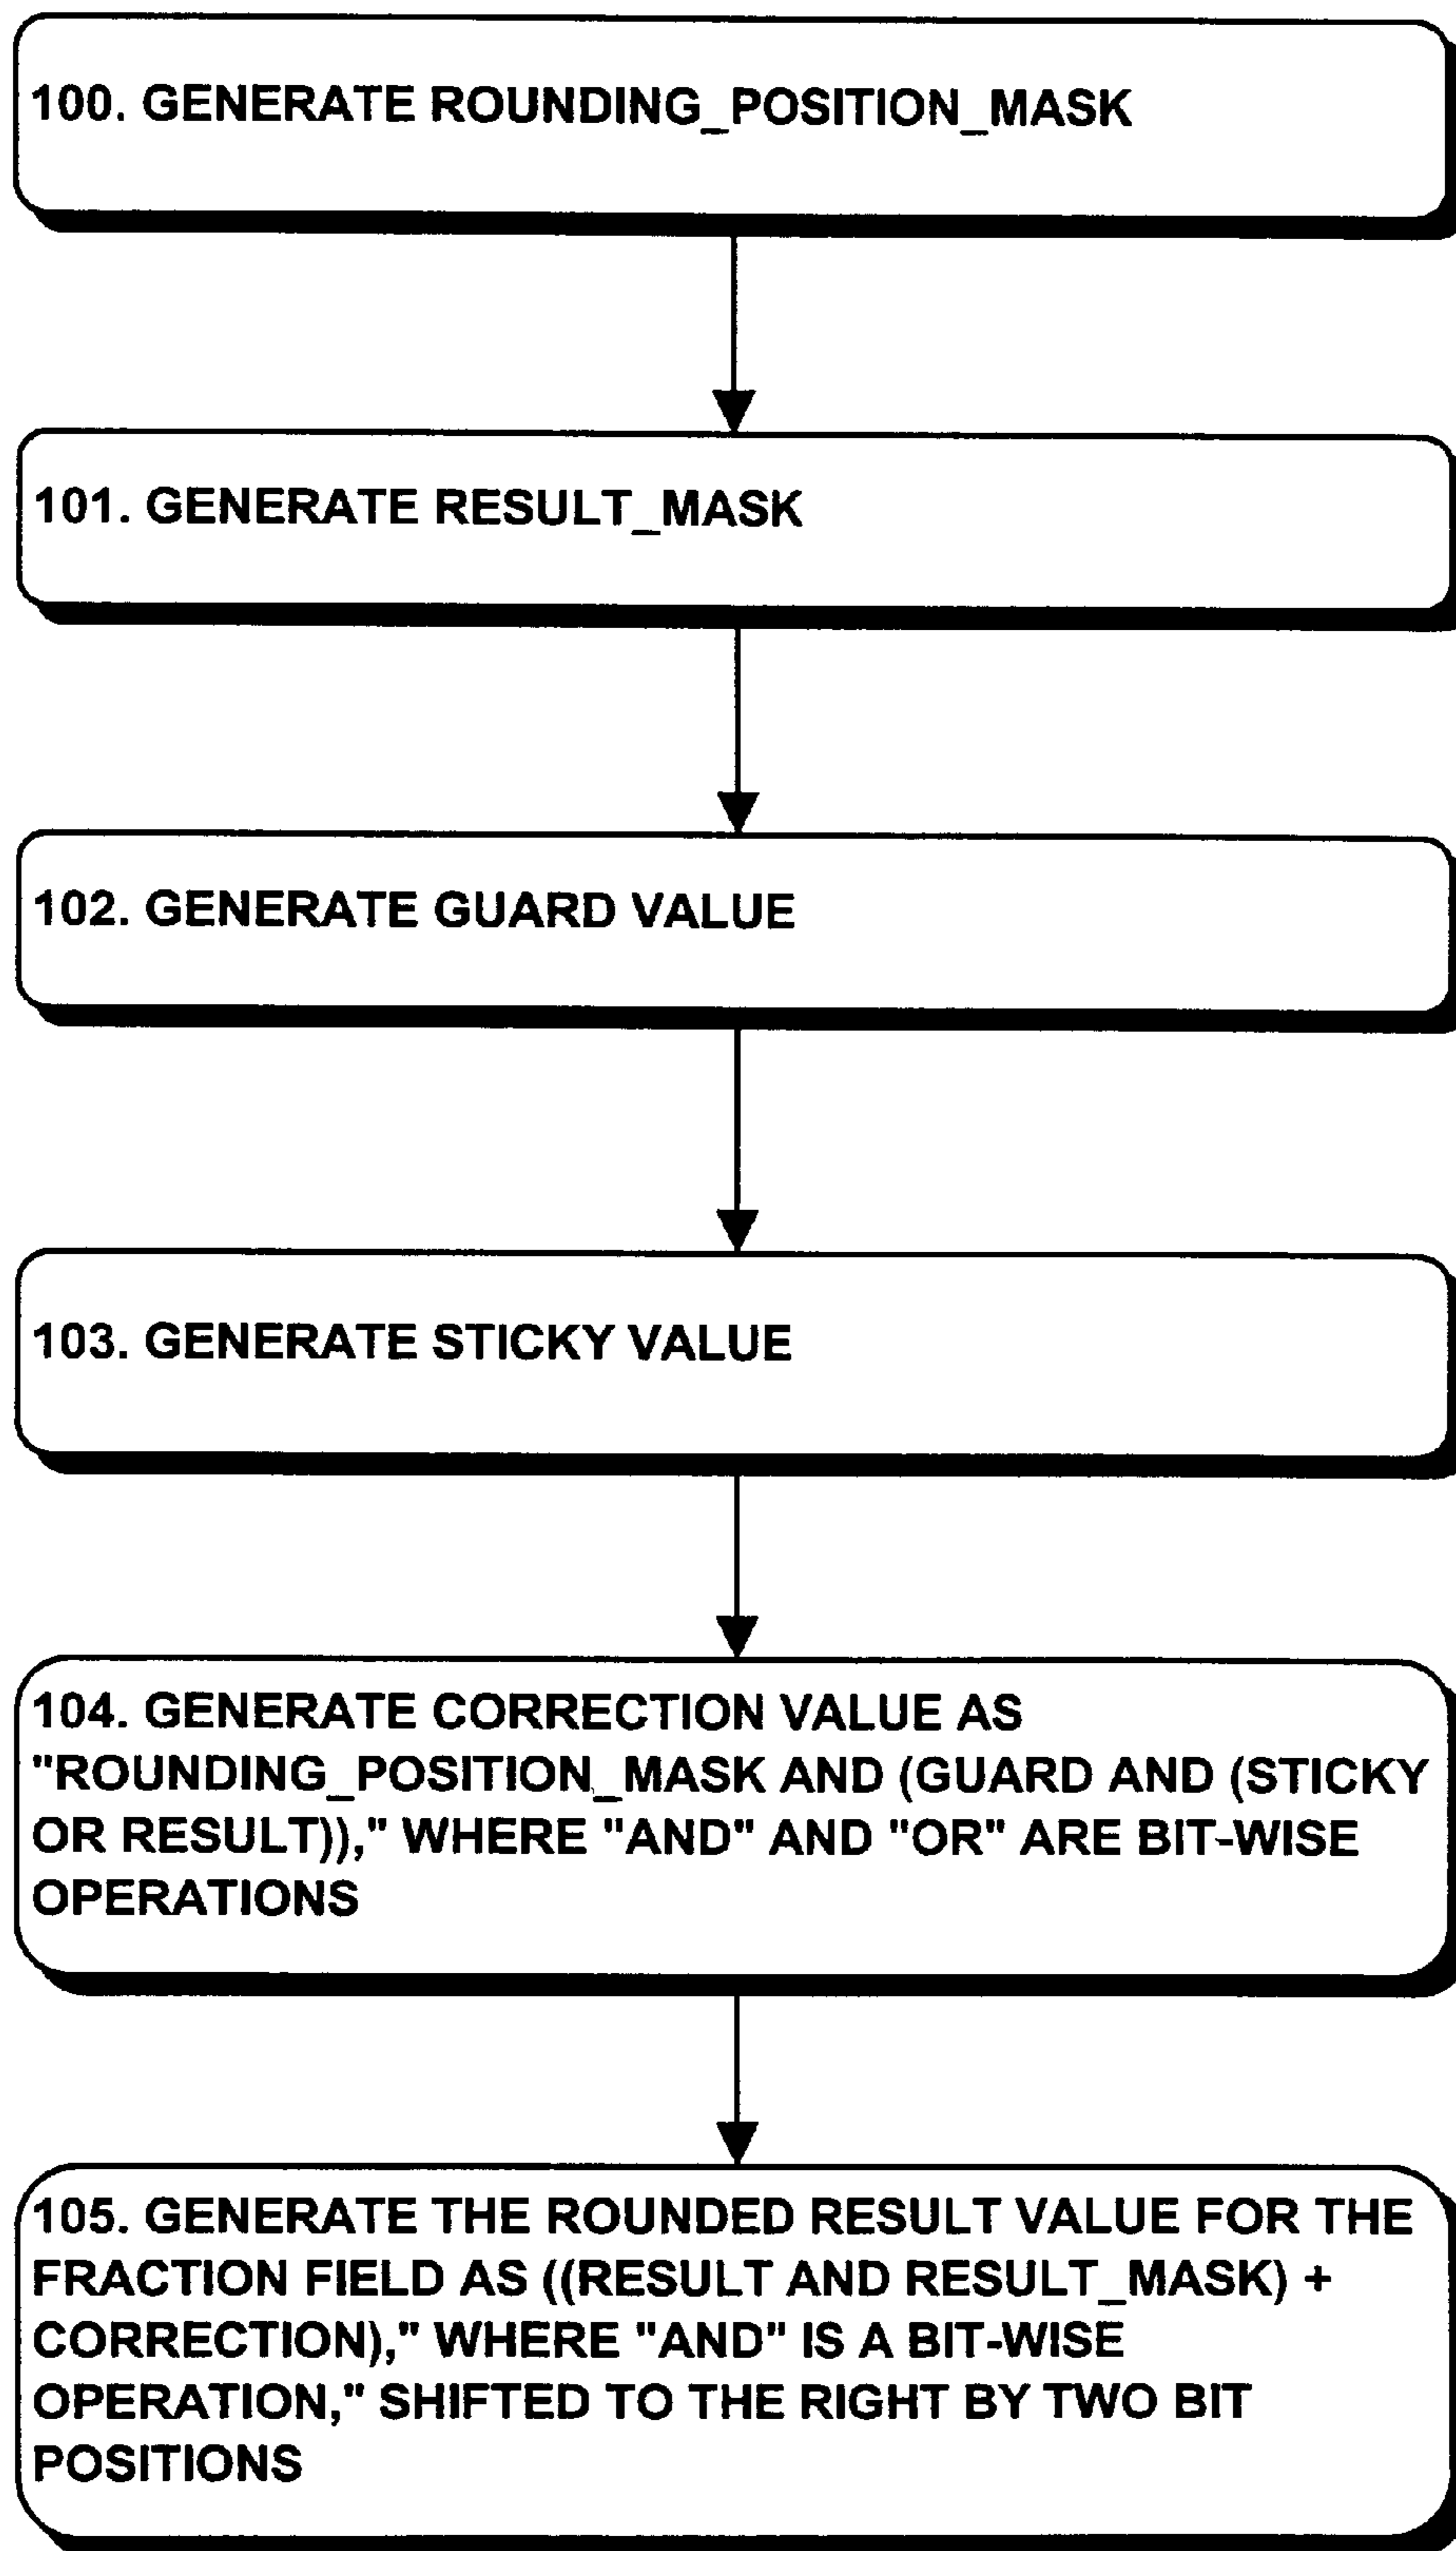 100. GENERATE ROUNDING_POSITION_MASK
101. GENERATE RESULT_MASK
102. GENERATE GUARD VALUE
103. GENERATE STICKY VALUE
104. GENERATE CORRECTION VALUE AS
"ROUNDING_POSITION_MASK AND (GUARD AND (STICKY
OR RESULT))," WHERE "AND" AND "OR" ARE BIT-WISE
OPERATIONS
105. GENERATE THE ROUNDED RESULT VALUE FOR THE
FRACTION FIELD AS ((RESULT AND RESULT_MASK) +
CORRECTION)," WHERE "AND" IS A BIT-WISE
OPERATION," SHIFTED TO THE RIGHT BY TWO BIT
POSITIONS